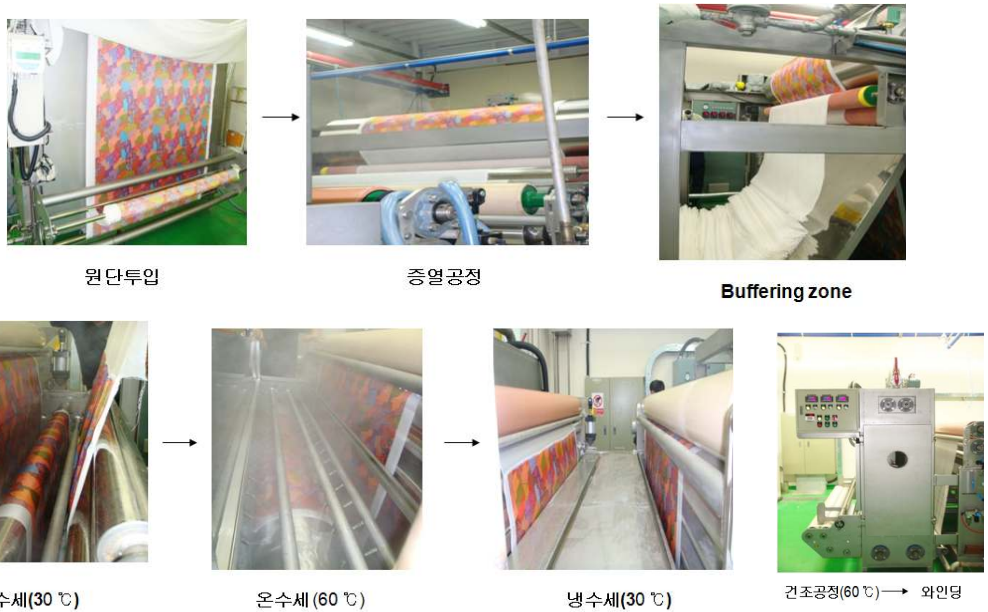 원단투입
증열공정
Buffering zone
수세(30 ℃)
온수세 (60 ℃)
냉수세(30 ℃)
건조공정(60 ℃) → 와인딩